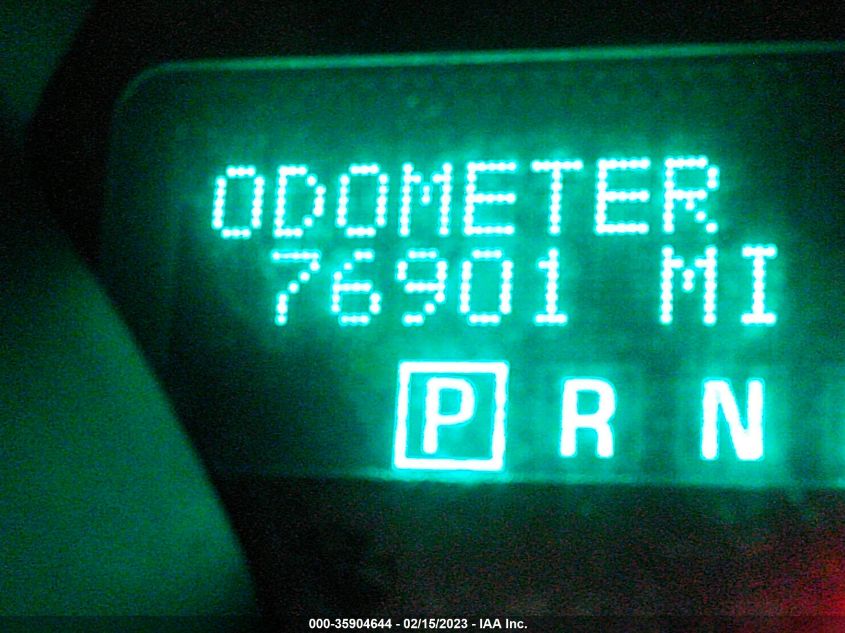 ODOMETER
76901 MI
P R N
000-35904644 - 02/15/2023 - IAA Inc.